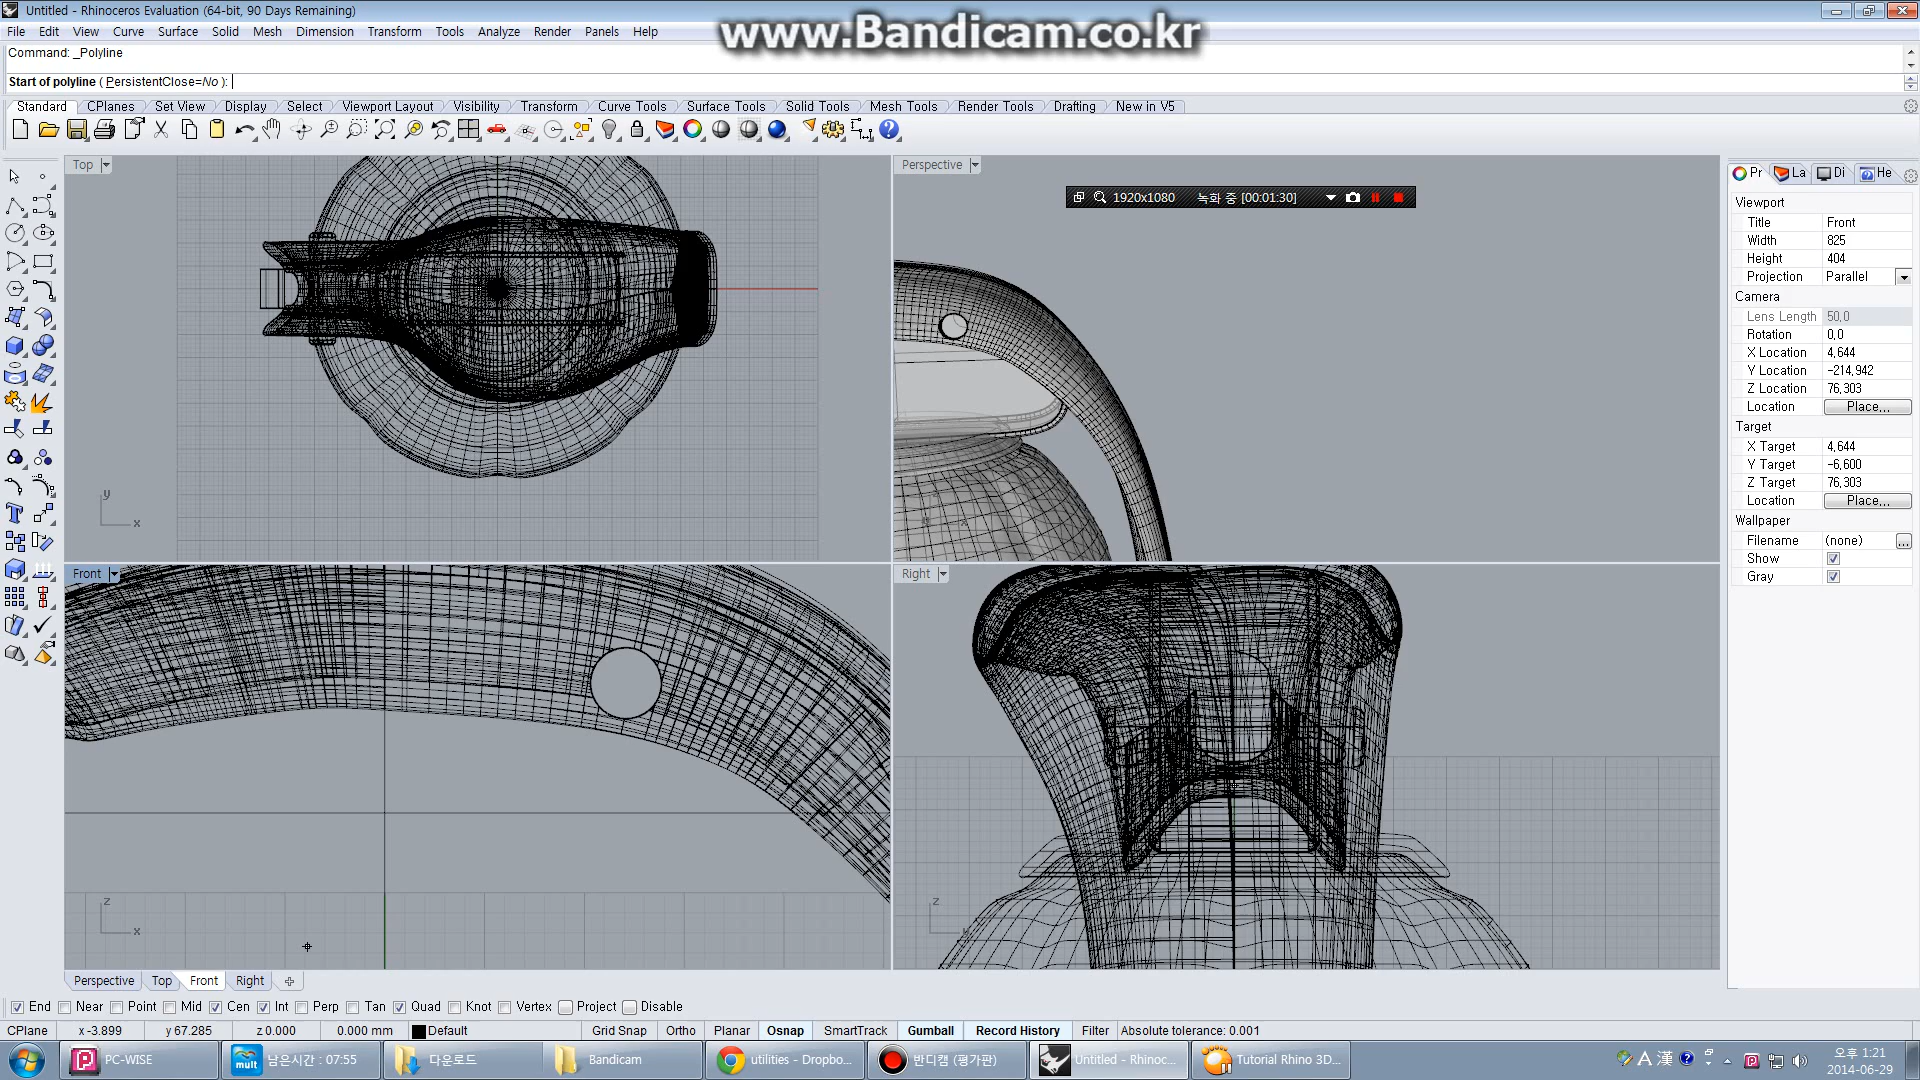 Untitled - Rhinoceros Evaluation (64-bit, 90 Days Remaining)
www.Bandicam.co.kr
File Edit View Curve Surface Solid Mesh Dimension Transform Tools Analyze Render Panels Help
Command: _Polyline
Start of polyline ( PersistentClose=No ):
Standard CPlanes Set View Display Select Viewport Layout Visibility Transform Curve Tools Surface Tools Solid Tools Mesh Tools Render Tools Drafting New in V5
Top
Perspective
1920x1080 녹화 중 [00:01:30]
Pr La Di He
Viewport
Title Front
Width 825
Height 404
Projection Parallel
Camera
Lens Length 50,0
Rotation 0,0
X Location 4,644
Y Location -214,942
Z Location 76,303
Location Place...
Target
X Target 4,644
Y Target -6,600
Z Target 76,303
Location Place...
Wallpaper
Filename (none) ...
Show
Gray
y
x
Front
Right
z
x
z
Perspective Top Front Right
End Near Point Mid Cen Int Perp Tan Quad Knot Vertex Project Disable
CPlane x -3.899 y 67.285 z 0.000 0.000 mm Default Grid Snap Ortho Planar Osnap SmartTrack Gumball Record History Filter Absolute tolerance: 0.001
PC-WISE
mult 남은시간 : 07:55
다운로드
Bandicam
utilities - Dropbo...
반디캠 (평가판)
Untitled - Rhinoc...
Tutorial Rhino 3D...
A 漢
오후 1:21
2014-06-29